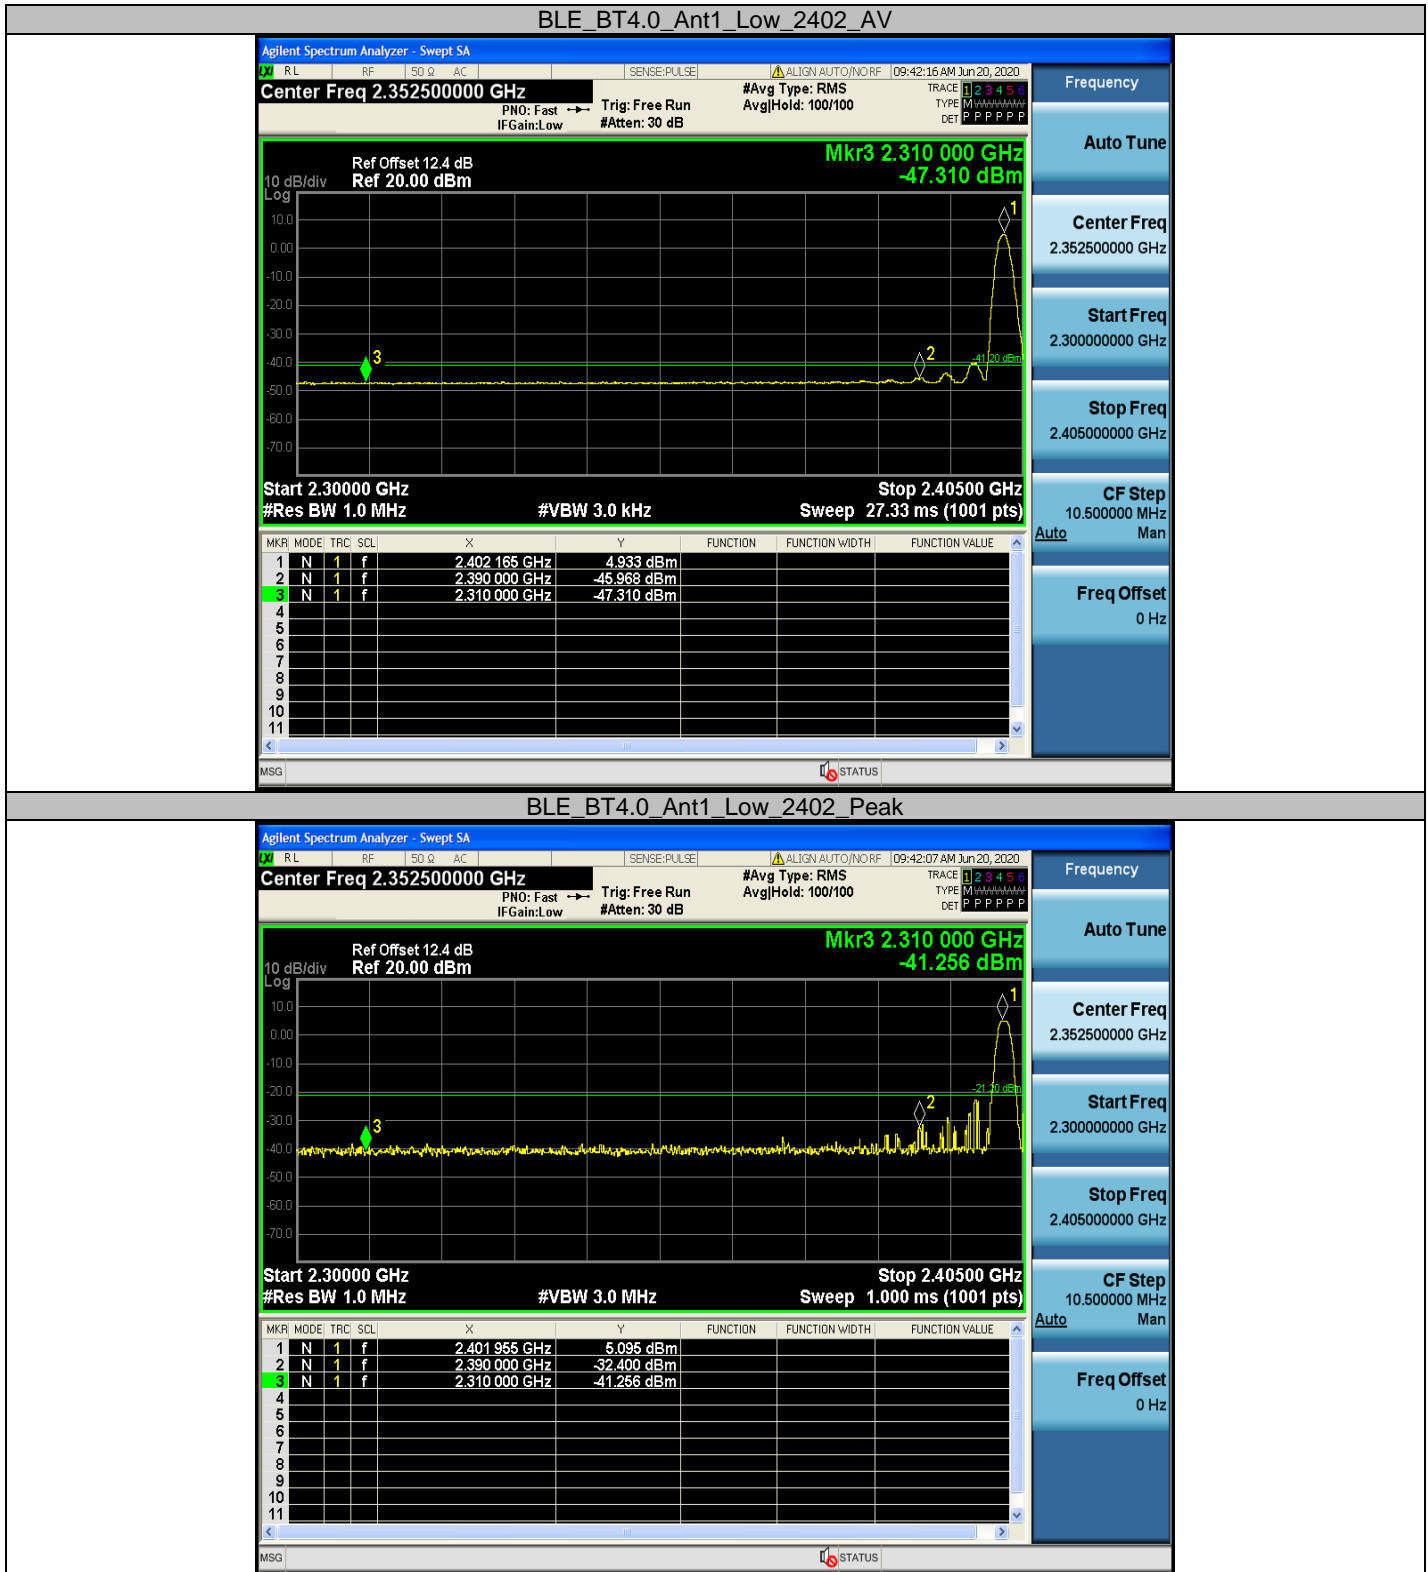 BLE_BT4.0_Ant1_Low_2402_AV
Agilent Spectrum Analyzer - Swept SA
LXI RL RF 50 Ω AC SENSE:PULSE ALIGN AUTO/NO RF 09:42:16 AM Jun 20, 2020
Center Freq 2.352500000 GHz
PNO: Fast
IFGain:Low
Trig: Free Run
#Atten: 30 dB
#Avg Type: RMS
Avg|Hold: 100/100
TRACE 1 2 3 4 5 6
TYPE M WWWWW
DET P P P P P P
Mkr3 2.310 000 GHz
-47.310 dBm
Ref Offset 12.4 dB
10 dB/div Ref 20.00 dBm
Log
10.0
0.00
-10.0
-20.0
-30.0
-40.0
-50.0
-60.0
-70.0
1
2
3
-41.20 dBm
Start 2.30000 GHz Stop 2.40500 GHz
#Res BW 1.0 MHz #VBW 3.0 kHz Sweep 27.33 ms (1001 pts)
MKR MODE TRC SCL X Y FUNCTION FUNCTION WIDTH FUNCTION VALUE
1 N 1 f 2.402 165 GHz 4.933 dBm
2 N 1 f 2.390 000 GHz -45.968 dBm
3 N 1 f 2.310 000 GHz -47.310 dBm
4
5
6
7
8
9
10
11
MSG STATUS
Frequency
Auto Tune
Center Freq
2.352500000 GHz
Start Freq
2.300000000 GHz
Stop Freq
2.405000000 GHz
CF Step
10.500000 MHz
Auto Man
Freq Offset
0 Hz
BLE_BT4.0_Ant1_Low_2402_Peak
Agilent Spectrum Analyzer - Swept SA
LXI RL RF 50 Ω AC SENSE:PULSE ALIGN AUTO/NO RF 09:42:07 AM Jun 20, 2020
Center Freq 2.352500000 GHz
PNO: Fast
IFGain:Low
Trig: Free Run
#Atten: 30 dB
#Avg Type: RMS
Avg|Hold: 100/100
TRACE 1 2 3 4 5 6
TYPE M WWWWW
DET P P P P P P
Mkr3 2.310 000 GHz
-41.256 dBm
Ref Offset 12.4 dB
10 dB/div Ref 20.00 dBm
Log
10.0
0.00
-10.0
-20.0
-30.0
-40.0
-50.0
-60.0
-70.0
1
2
3
-21.20 dBm
Start 2.30000 GHz Stop 2.40500 GHz
#Res BW 1.0 MHz #VBW 3.0 MHz Sweep 1.000 ms (1001 pts)
MKR MODE TRC SCL X Y FUNCTION FUNCTION WIDTH FUNCTION VALUE
1 N 1 f 2.401 955 GHz 5.095 dBm
2 N 1 f 2.390 000 GHz -32.400 dBm
3 N 1 f 2.310 000 GHz -41.256 dBm
4
5
6
7
8
9
10
11
MSG STATUS
Frequency
Auto Tune
Center Freq
2.352500000 GHz
Start Freq
2.300000000 GHz
Stop Freq
2.405000000 GHz
CF Step
10.500000 MHz
Auto Man
Freq Offset
0 Hz